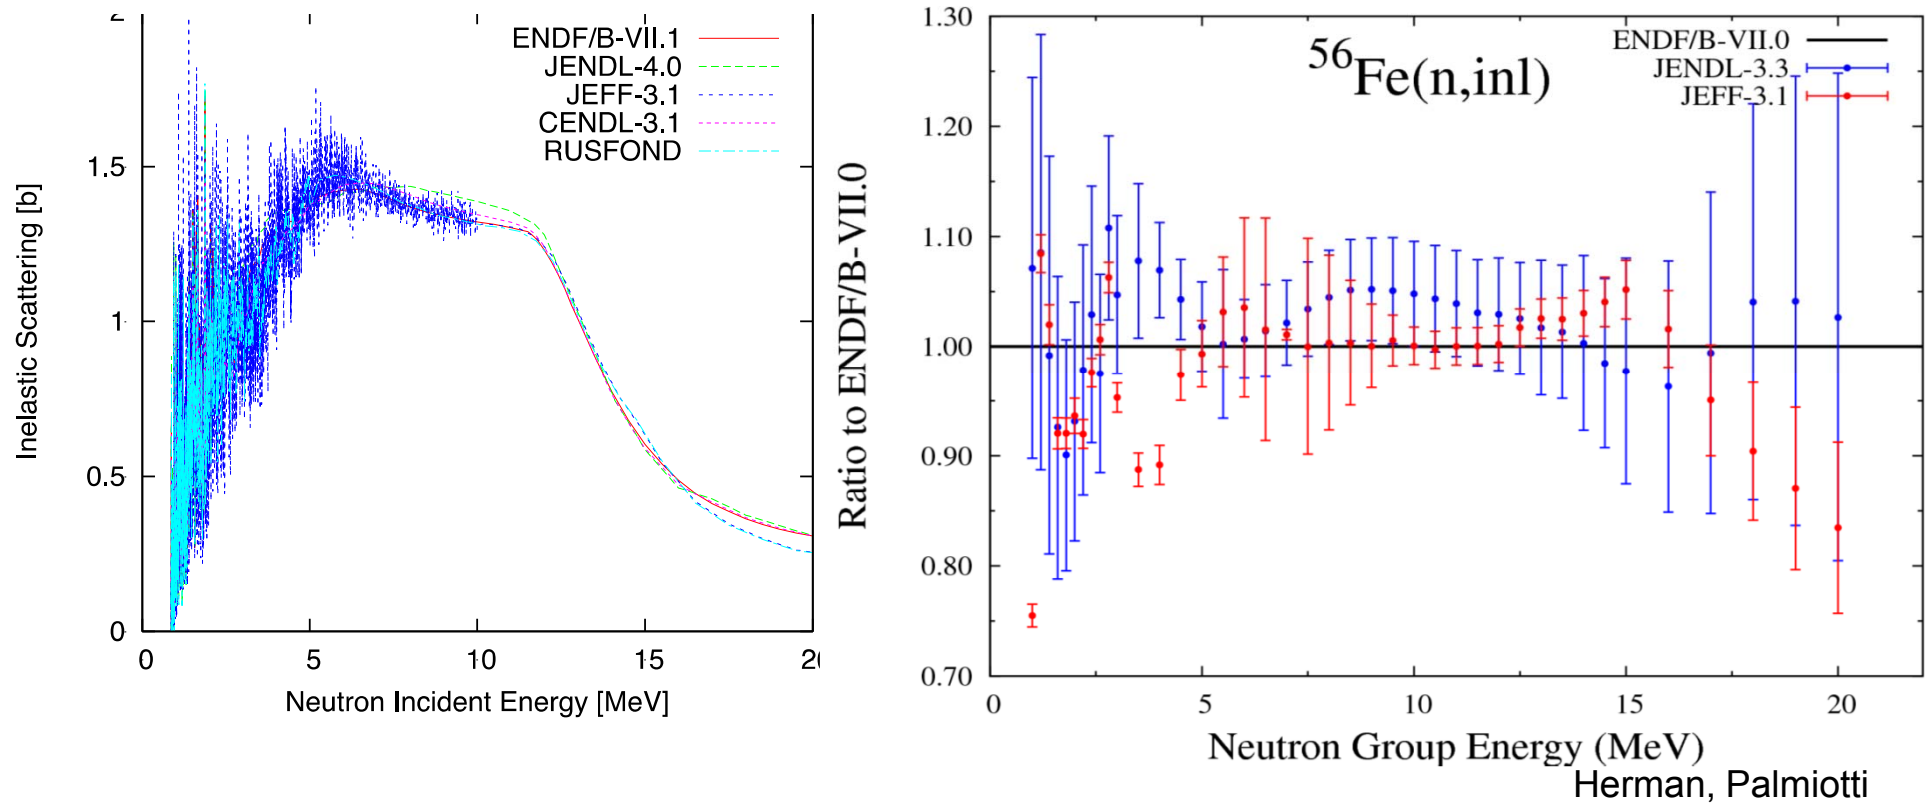 2
1.5
1
0.5
0
0
5
10
15
20
Inelastic Scattering [b]
Neutron Incident Energy [MeV]
ENDF/B-VII.1
JENDL-4.0
JEFF-3.1
CENDL-3.1
RUSFOND
1.30
1.20
1.10
1.00
0.90
0.80
0.70
0
5
10
15
20
Ratio to ENDF/B-VII.0
Neutron Group Energy (MeV)
56Fe(n,inl)
ENDF/B-VII.0
JENDL-3.3
JEFF-3.1
Herman, Palmiotti